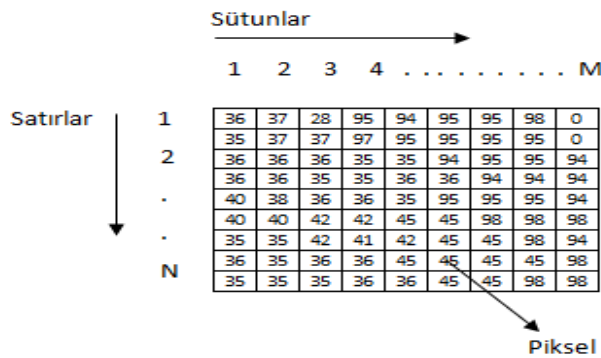 Sütunlar
1 2 3 4 . . . . . . . . . M
Satırlar
1
2
.
.
N
36 37 28 95 94 95 95 98 0
35 37 37 97 95 95 95 95 0
36 36 36 35 35 94 95 95 94
36 36 35 35 36 36 94 94 94
40 38 36 36 35 95 95 95 94
40 40 42 42 45 45 98 98 98
35 35 42 41 42 45 45 98 94
36 35 36 36 45 45 45 45 98
35 35 35 36 36 45 45 98 98
Piksel